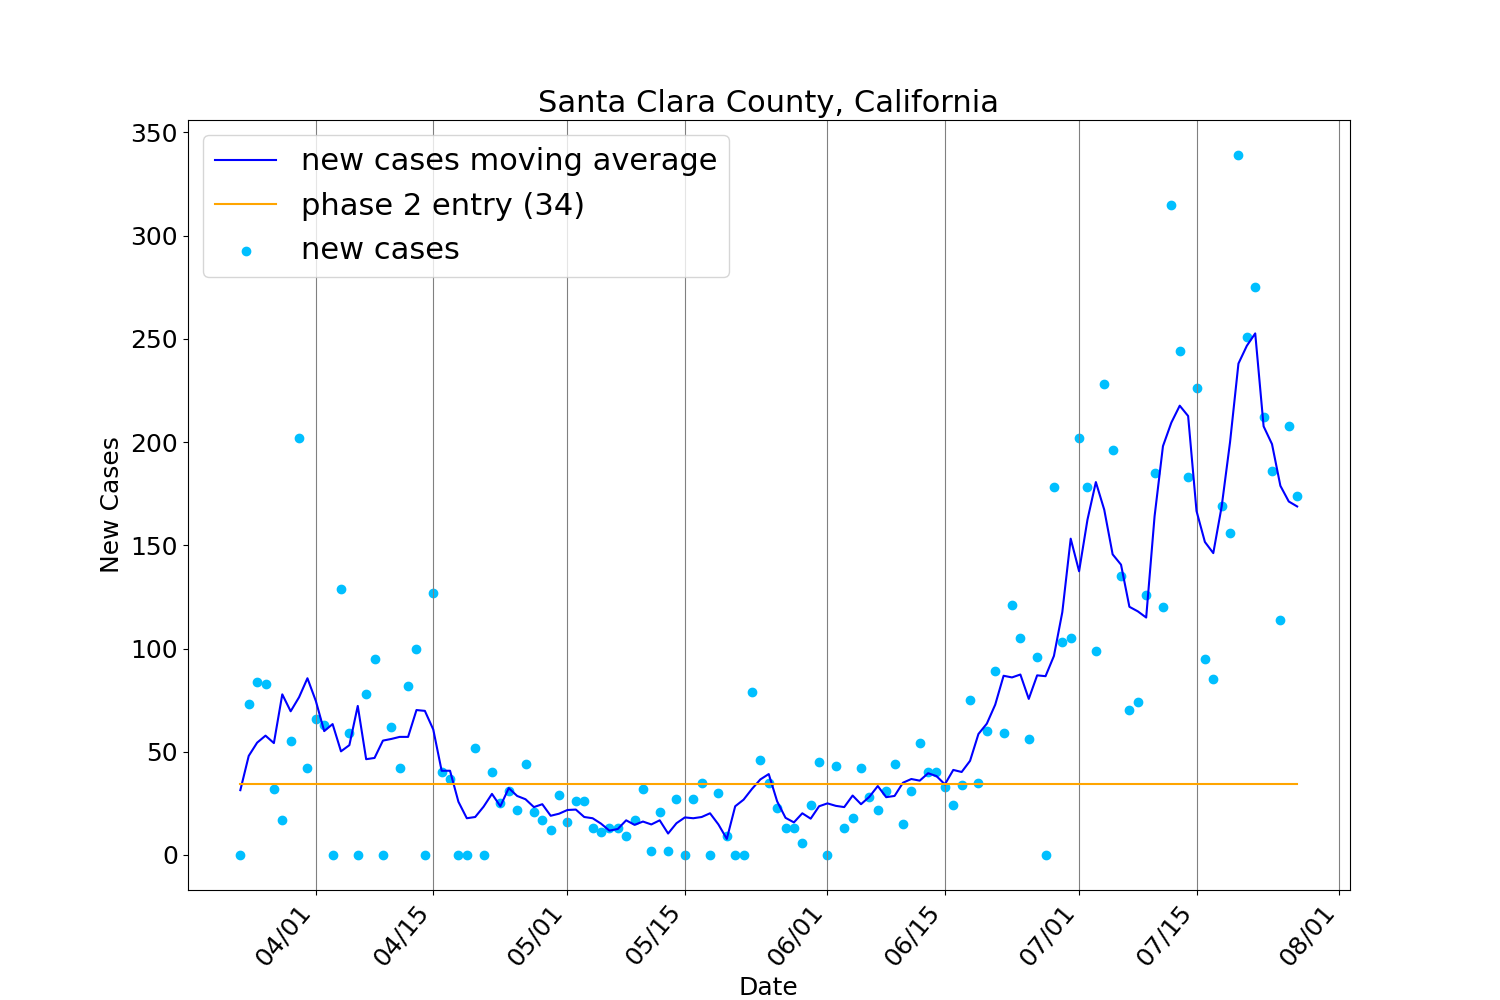 Santa Clara County, California
new cases moving average
phase 2 entry (34)
new cases
350
300
250
200
150
100
50
0
New Cases
04/01
04/15
05/01
05/15
06/01
06/15
07/01
07/15
08/01
Date